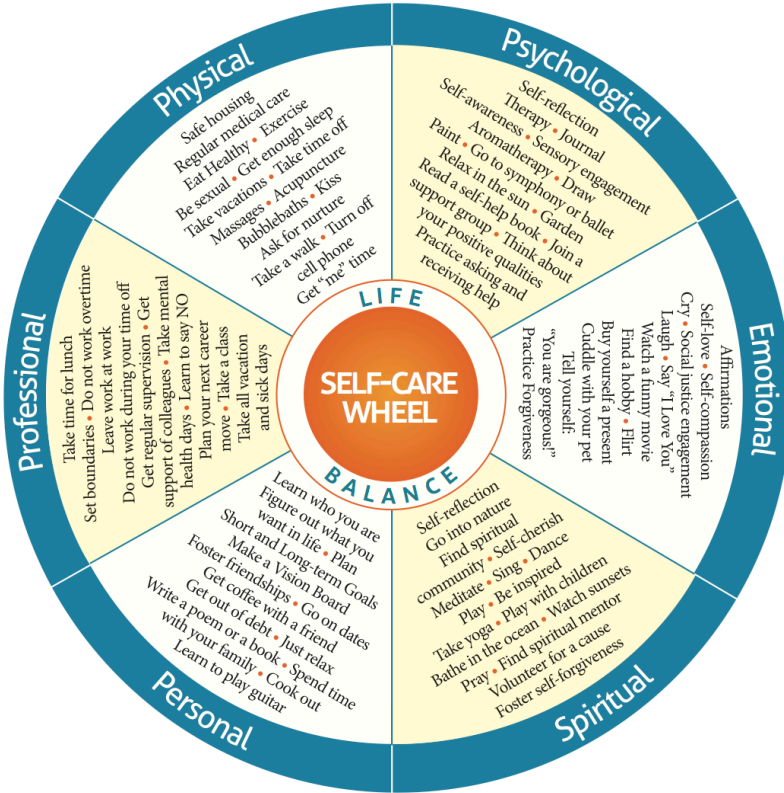 Physical
Safe housing
Regular medical care
Eat Healthy • Exercise
Be sexual • Get enough sleep
Take vacations • Take time off
Massages • Acupuncture
Bubblebaths • Kiss
Ask for nurture
Take a walk • Turn off
cell phone
Get “me” time
Psychological
Self-reflection
Therapy • Journal
Self-awareness • Sensory engagement
Aromatherapy • Draw
Paint • Go to symphony or ballet
Relax in the sun • Garden
Read a self-help book • Join a
support group • Think about
your positive qualities
Practice asking and
receiving help
Emotional
Affirmations
Self-love • Self-compassion
Cry • Social justice engagement
Laugh • Say “I Love You”
Watch a funny movie
Find a hobby • Flirt
Buy yourself a present
Cuddle with your pet
Tell yourself:
“You are gorgeous!”
Practice Forgiveness
Spiritual
Self-reflection
Go into nature
Find spiritual
community • Self-cherish
Meditate • Sing • Dance
Play • Be inspired
Take yoga • Play with children
Bathe in the ocean • Watch sunsets
Pray • Find spiritual mentor
Volunteer for a cause
Foster self-forgiveness
Personal
Learn who you are
Figure out what you
want in life • Plan
Short and Long-term Goals
Make a Vision Board
Foster friendships • Go on dates
Get coffee with a friend
Get out of debt • Just relax
Write a poem or a book • Spend time
with your family • Cook out
Learn to play guitar
Professional
Take time for lunch
Set boundaries • Do not work overtime
Leave work at work
Do not work during your time off
Get regular supervision • Get
support of colleagues • Take mental
health days • Learn to say NO
Plan your next career
move • Take a class
Take all vacation
and sick days
LIFE
SELF-CARE
WHEEL
BALANCE